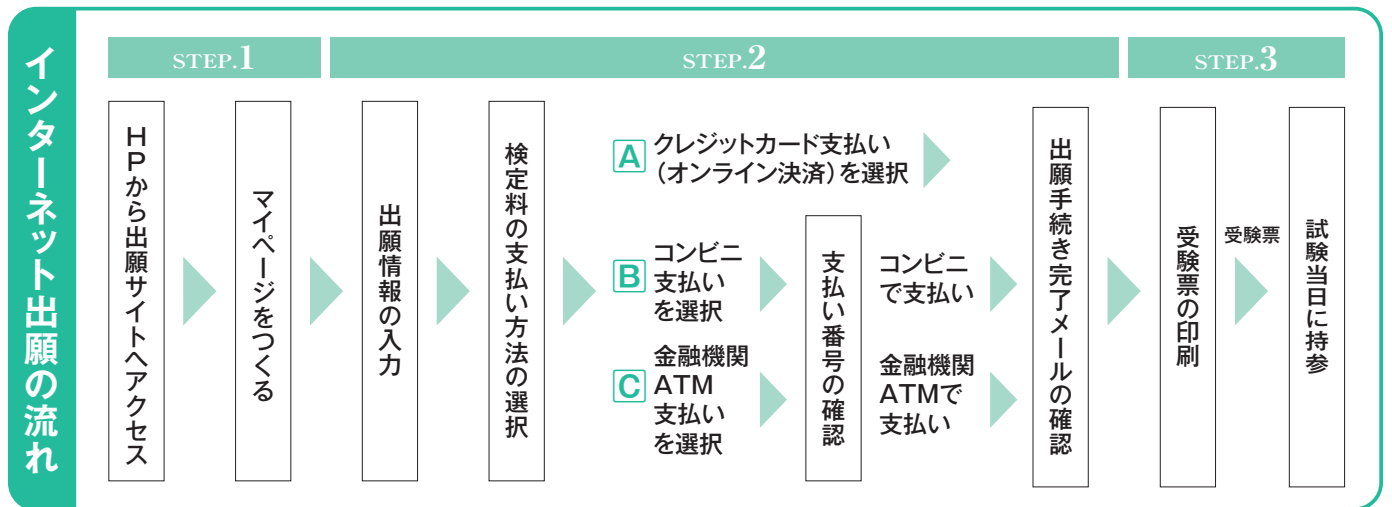 インターネット出願の流れ
STEP.1
HPから出願サイトへアクセス
マイページをつくる
STEP.2
出願情報の入力
検定料の支払い方法の選択
A クレジットカード支払い
(オンライン決済)を選択
B コンビニ
支払い
を選択
C 金融機関
ATM
支払い
を選択
支払い番号の確認
コンビニ
で支払い
金融機関
ATMで
支払い
出願手続き完了メールの確認
STEP.3
受験票の印刷
受験票
試験当日に持参